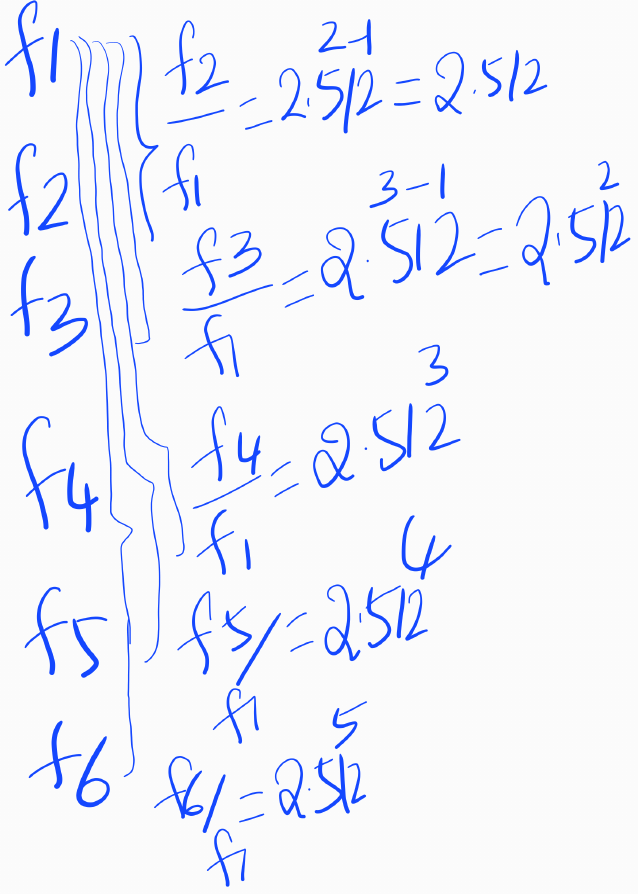 f1
f2/f1 = 2.512^(2-1) = 2.512
f2
f3/f1 = 2.512^(3-1) = 2.512^2
f3
f4/f1 = 2.512^3
f4
f5/f1 = 2.512^4
f5
f6/f1 = 2.512^5
f6